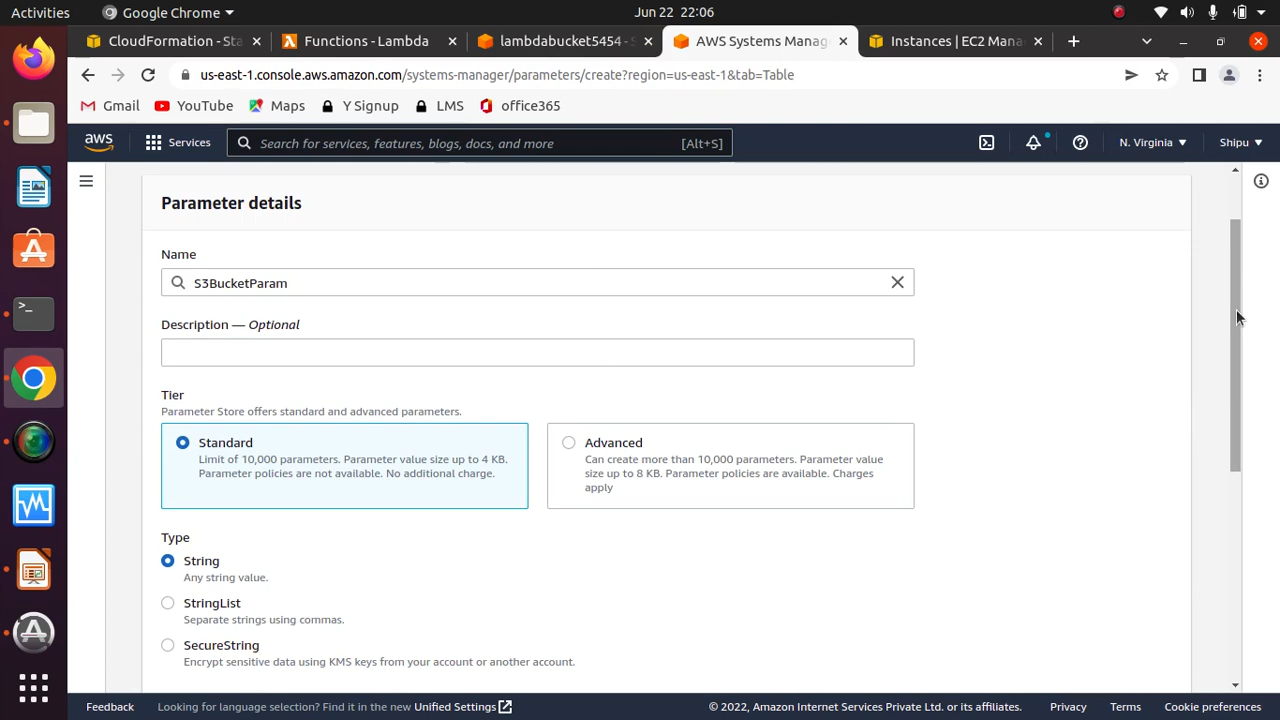 Activities
Google Chrome
Jun 22 22:06
CloudFormation - Sta
Functions - Lambda
lambdabucket5454 - S
AWS Systems Manag
Instances | EC2 Mana
us-east-1.console.aws.amazon.com/systems-manager/parameters/create?region=us-east-1&tab=Table
Gmail
YouTube
Maps
Y Signup
LMS
office365
aws
Services
Search for services, features, blogs, docs, and more
[Alt+S]
N. Virginia
Shipu
Parameter details
Name
S3BucketParam
Description — Optional
Tier
Parameter Store offers standard and advanced parameters.
Standard
Limit of 10,000 parameters. Parameter value size up to 4 KB.
Parameter policies are not available. No additional charge.
Advanced
Can create more than 10,000 parameters. Parameter value
size up to 8 KB. Parameter policies are available. Charges
apply
Type
String
Any string value.
StringList
Separate strings using commas.
SecureString
Encrypt sensitive data using KMS keys from your account or another account.
Feedback
Looking for language selection? Find it in the new Unified Settings
© 2022, Amazon Internet Services Private Ltd. or its affiliates.
Privacy
Terms
Cookie preferences